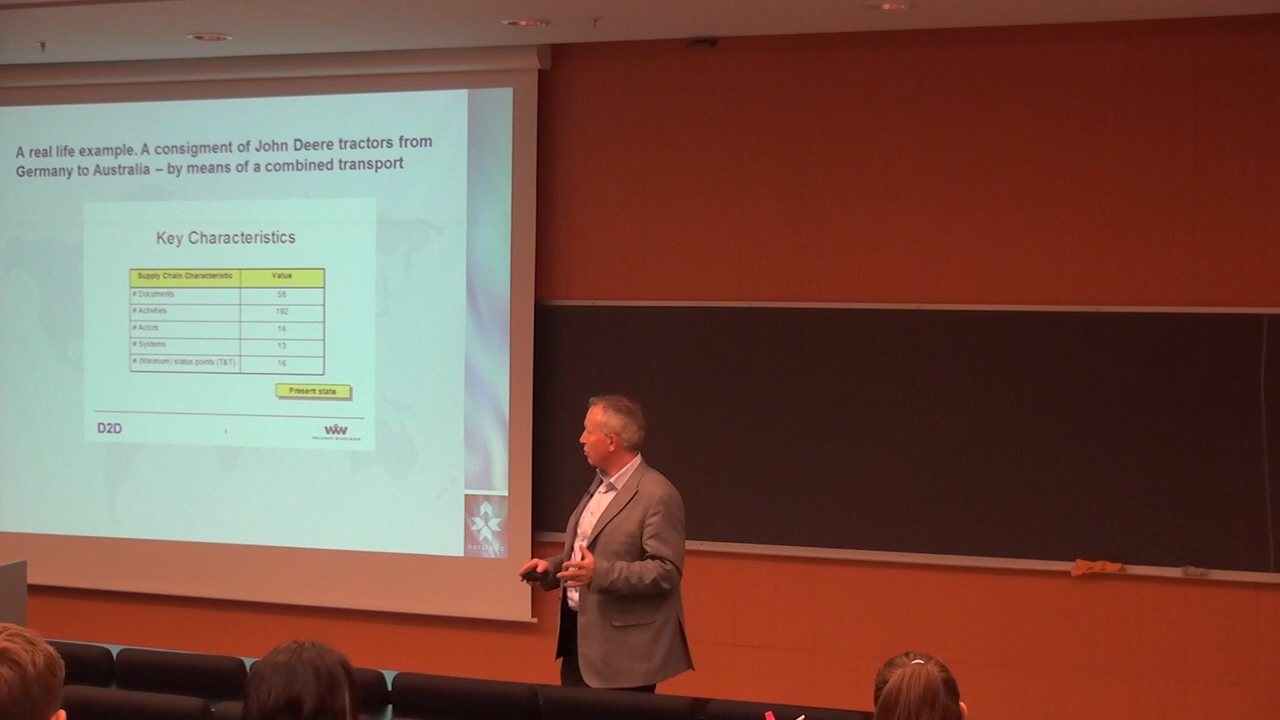 A real life example. A consigment of John Deere tractors from
Germany to Australia – by means of a combined transport
Key Characteristics
Supply Chain Characteristic Value
# Documents 58
# Activities 192
# Actors 16
# Systems 13
# (Minimum) status points (T&T) 16
Present state
D2D
WALLENIUS WILHELMSEN